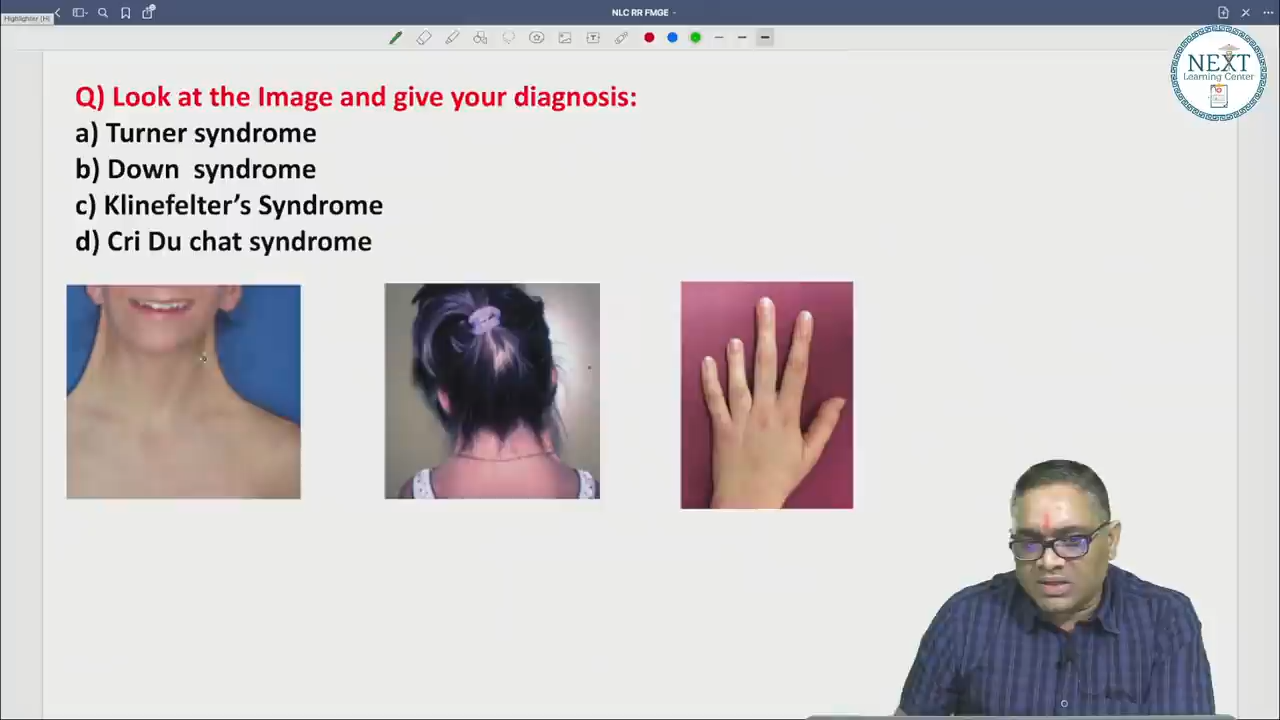 Highlighter (H)
NLC RR FMGE
NEXT
Learning Center
Q) Look at the Image and give your diagnosis:
a) Turner syndrome
b) Down  syndrome
c) Klinefelter’s Syndrome
d) Cri Du chat syndrome